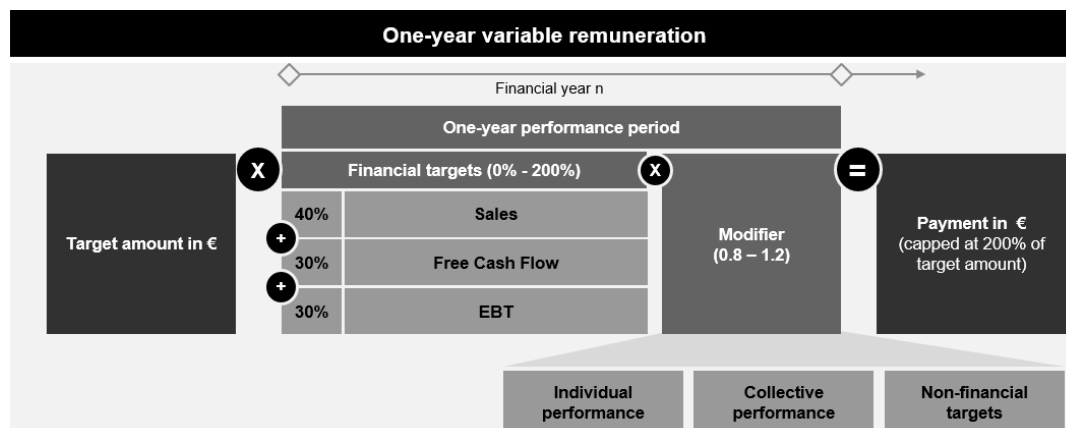 One-year variable remuneration
Financial year n
One-year performance period
Target amount in €
X
Financial targets (0% - 200%)
X
40%
Sales
+
30%
Free Cash Flow
+
30%
EBT
Modifier
(0.8 – 1.2)
=
Payment in €
(capped at 200% of
target amount)
Individual
performance
Collective
performance
Non-financial
targets